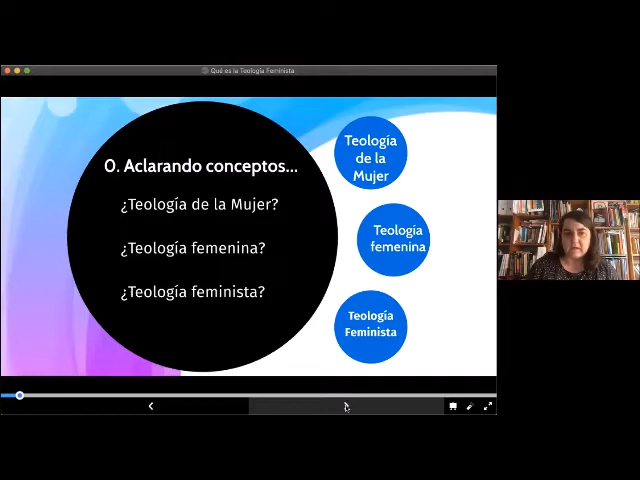 Qué es la Teología Feminista
0. Aclarando conceptos...
¿Teología de la Mujer?
¿Teología femenina?
¿Teología feminista?
Teología
de la
Mujer
Teología
femenina
Teología
Feminista